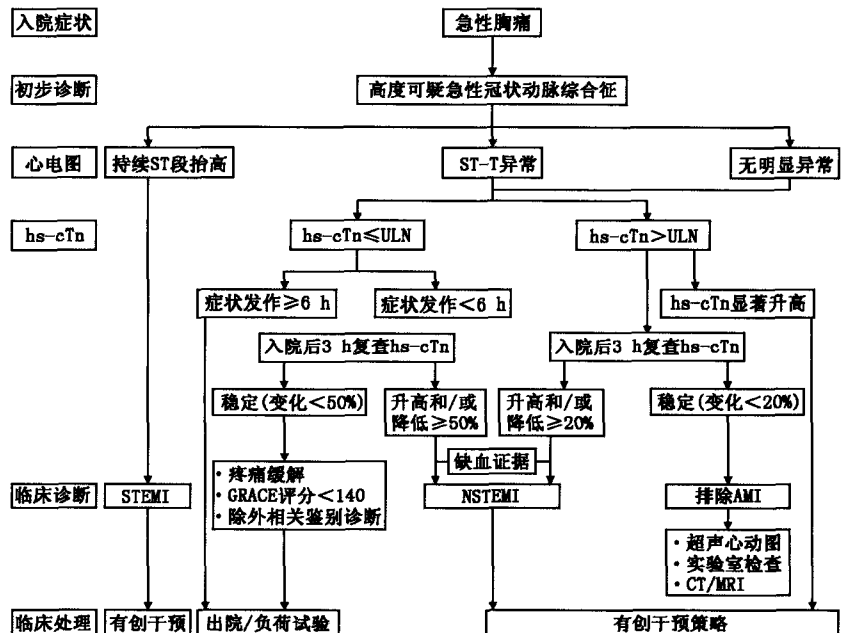 入院症状
急性胸痛
初步诊断
高度可疑急性冠状动脉综合征
心电图
持续ST段抬高
ST-T异常
无明显异常
hs-cTn
hs-cTn≤ULN
hs-cTn>ULN
症状发作≥6 h
症状发作<6 h
hs-cTn显著升高
入院后3 h复查hs-cTn
入院后3 h复查hs-cTn
稳定(变化<50%)
升高和/或
降低≥50%
升高和/或
降低≥20%
稳定(变化<20%)
缺血证据
·疼痛缓解
·GRACE评分<140
·除外相关鉴别诊断
临床诊断
STEMI
NSTEMI
排除AMI
·超声心动图
·实验室检查
·CT/MRI
临床处理
有创干预
出院/负荷试验
有创干预策略